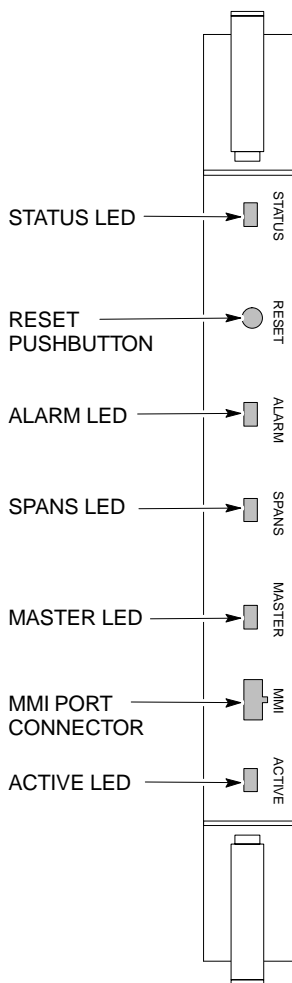 STATUS LED
STATUS
RESET
PUSHBUTTON
RESET
ALARM LED
ALARM
SPANS LED
SPANS
MASTER LED
MASTER
MMI PORT
CONNECTOR
MMI
ACTIVE LED
ACTIVE